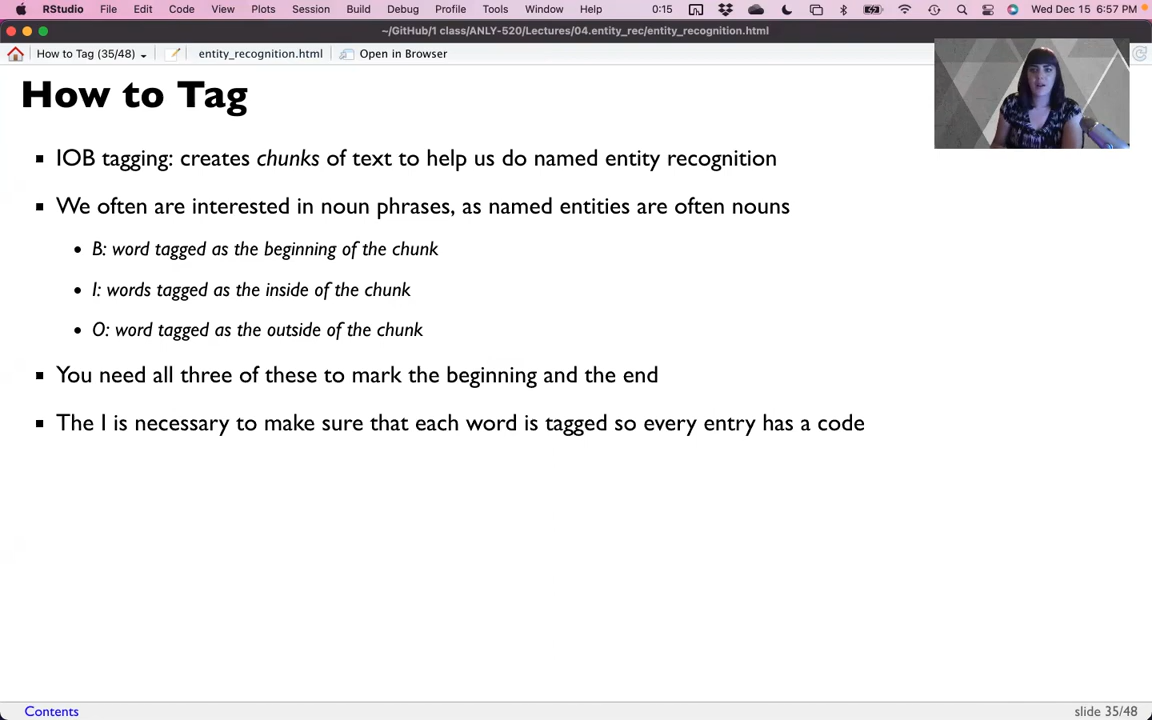 RStudio File Edit Code View Plots Session Build Debug Profile Tools Window Help 0:15 Wed Dec 15 6:57 PM
~/GitHub/1 class/ANLY-520/Lectures/04.entity_rec/entity_recognition.html
How to Tag (35/48) entity_recognition.html Open in Browser
How to Tag
IOB tagging: creates chunks of text to help us do named entity recognition
We often are interested in noun phrases, as named entities are often nouns
B: word tagged as the beginning of the chunk
I: words tagged as the inside of the chunk
O: word tagged as the outside of the chunk
You need all three of these to mark the beginning and the end
The I is necessary to make sure that each word is tagged so every entry has a code
Contents slide 35/48